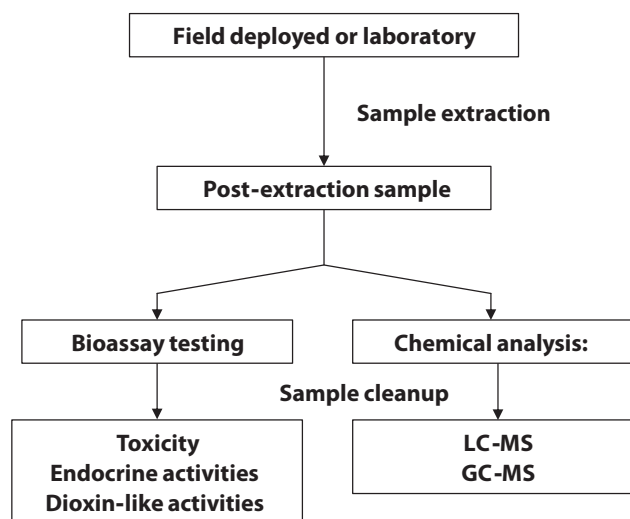 Field deployed or laboratory
Sample extraction
Post-extraction sample
Bioassay testing
Chemical analysis:
Sample cleanup
Toxicity
Endocrine activities
Dioxin-like activities
LC-MS
GC-MS